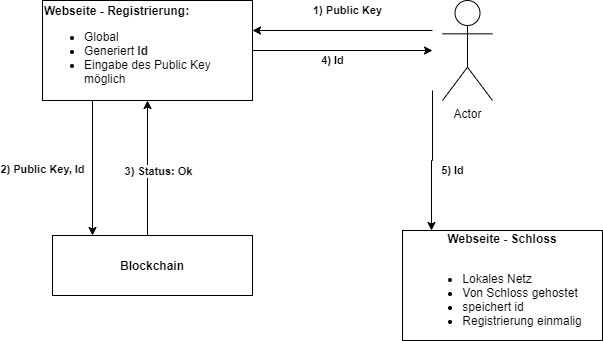 Webseite - Registrierung:
• Global
• Generiert Id
• Eingabe des Public Key
möglich
1) Public Key
4) Id
Actor
2) Public Key, Id
3) Status: Ok
5) Id
Blockchain
Webseite - Schloss
• Lokales Netz
• Von Schloss gehostet
• speichert id
• Registrierung einmalig